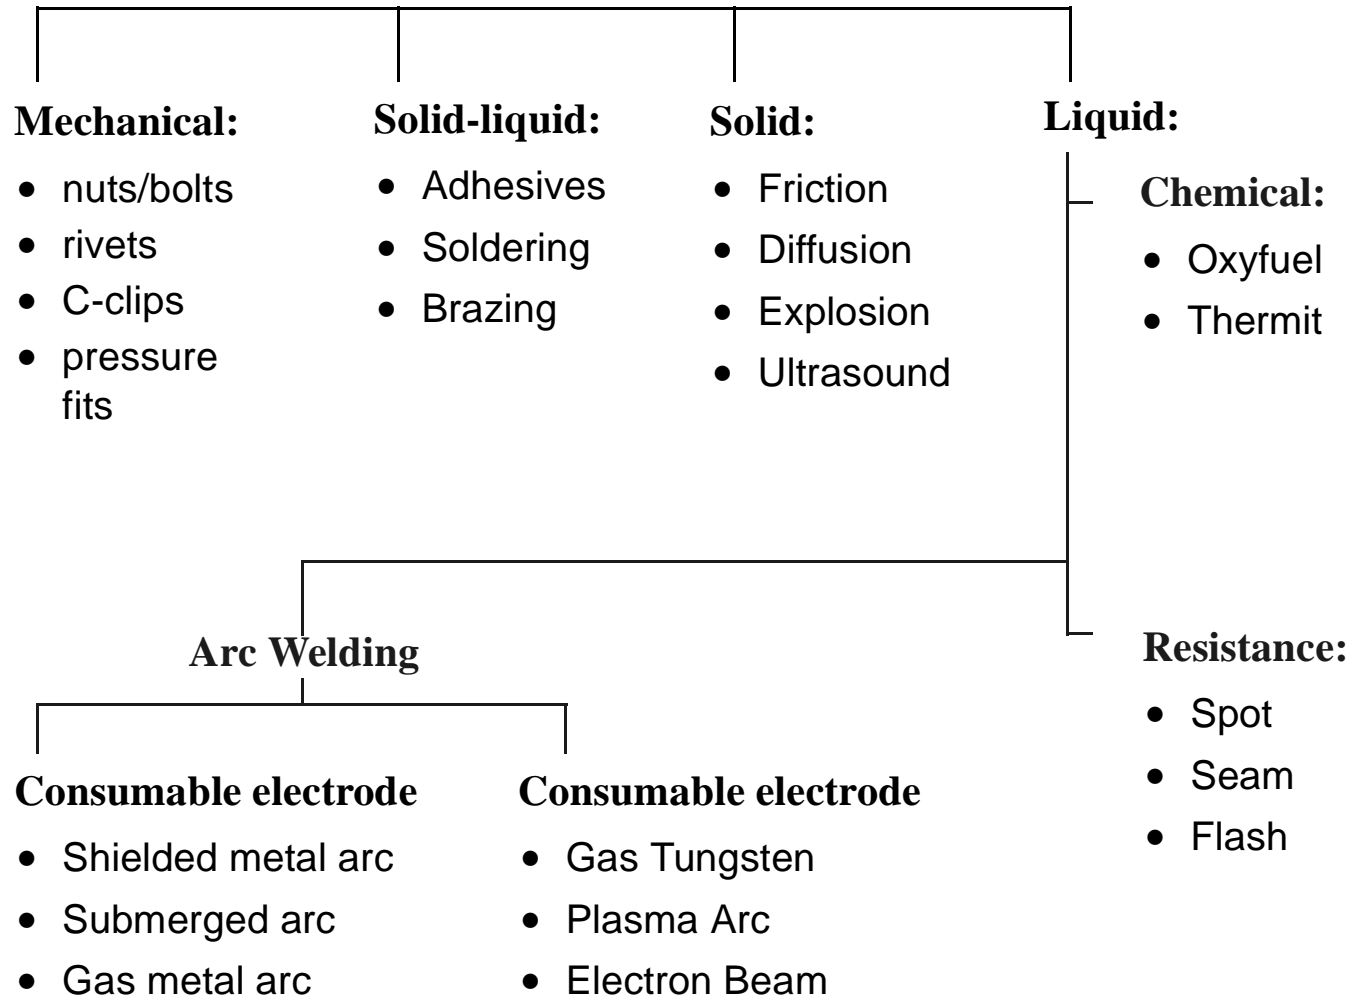 Mechanical:
• nuts/bolts
• rivets
• C-clips
• pressure
fits
Solid-liquid:
• Adhesives
• Soldering
• Brazing
Solid:
• Friction
• Diffusion
• Explosion
• Ultrasound
Liquid:
Chemical:
• Oxyfuel
• Thermit
Arc Welding
Consumable electrode
• Shielded metal arc
• Submerged arc
• Gas metal arc
Consumable electrode
• Gas Tungsten
• Plasma Arc
• Electron Beam
Resistance:
• Spot
• Seam
• Flash